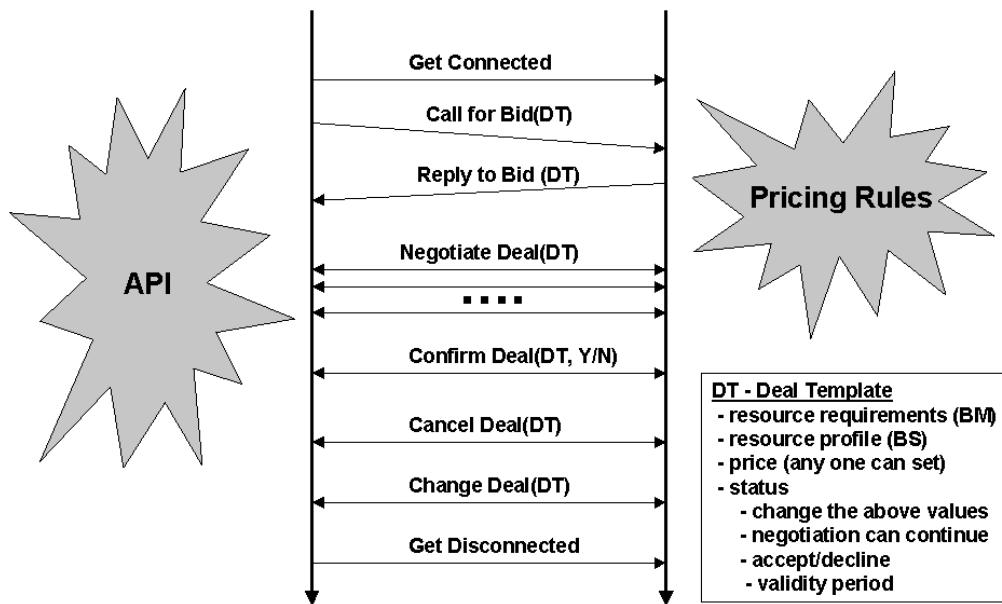 Get Connected
Call for Bid(DT)
Reply to Bid (DT)
Negotiate Deal(DT)
Confirm Deal(DT, Y/N)
Cancel Deal(DT)
Change Deal(DT)
Get Disconnected
API
Pricing Rules
DT - Deal Template
- resource requirements (BM)
- resource profile (BS)
- price (any one can set)
- status
- change the above values
- negotiation can continue
- accept/decline
- validity period